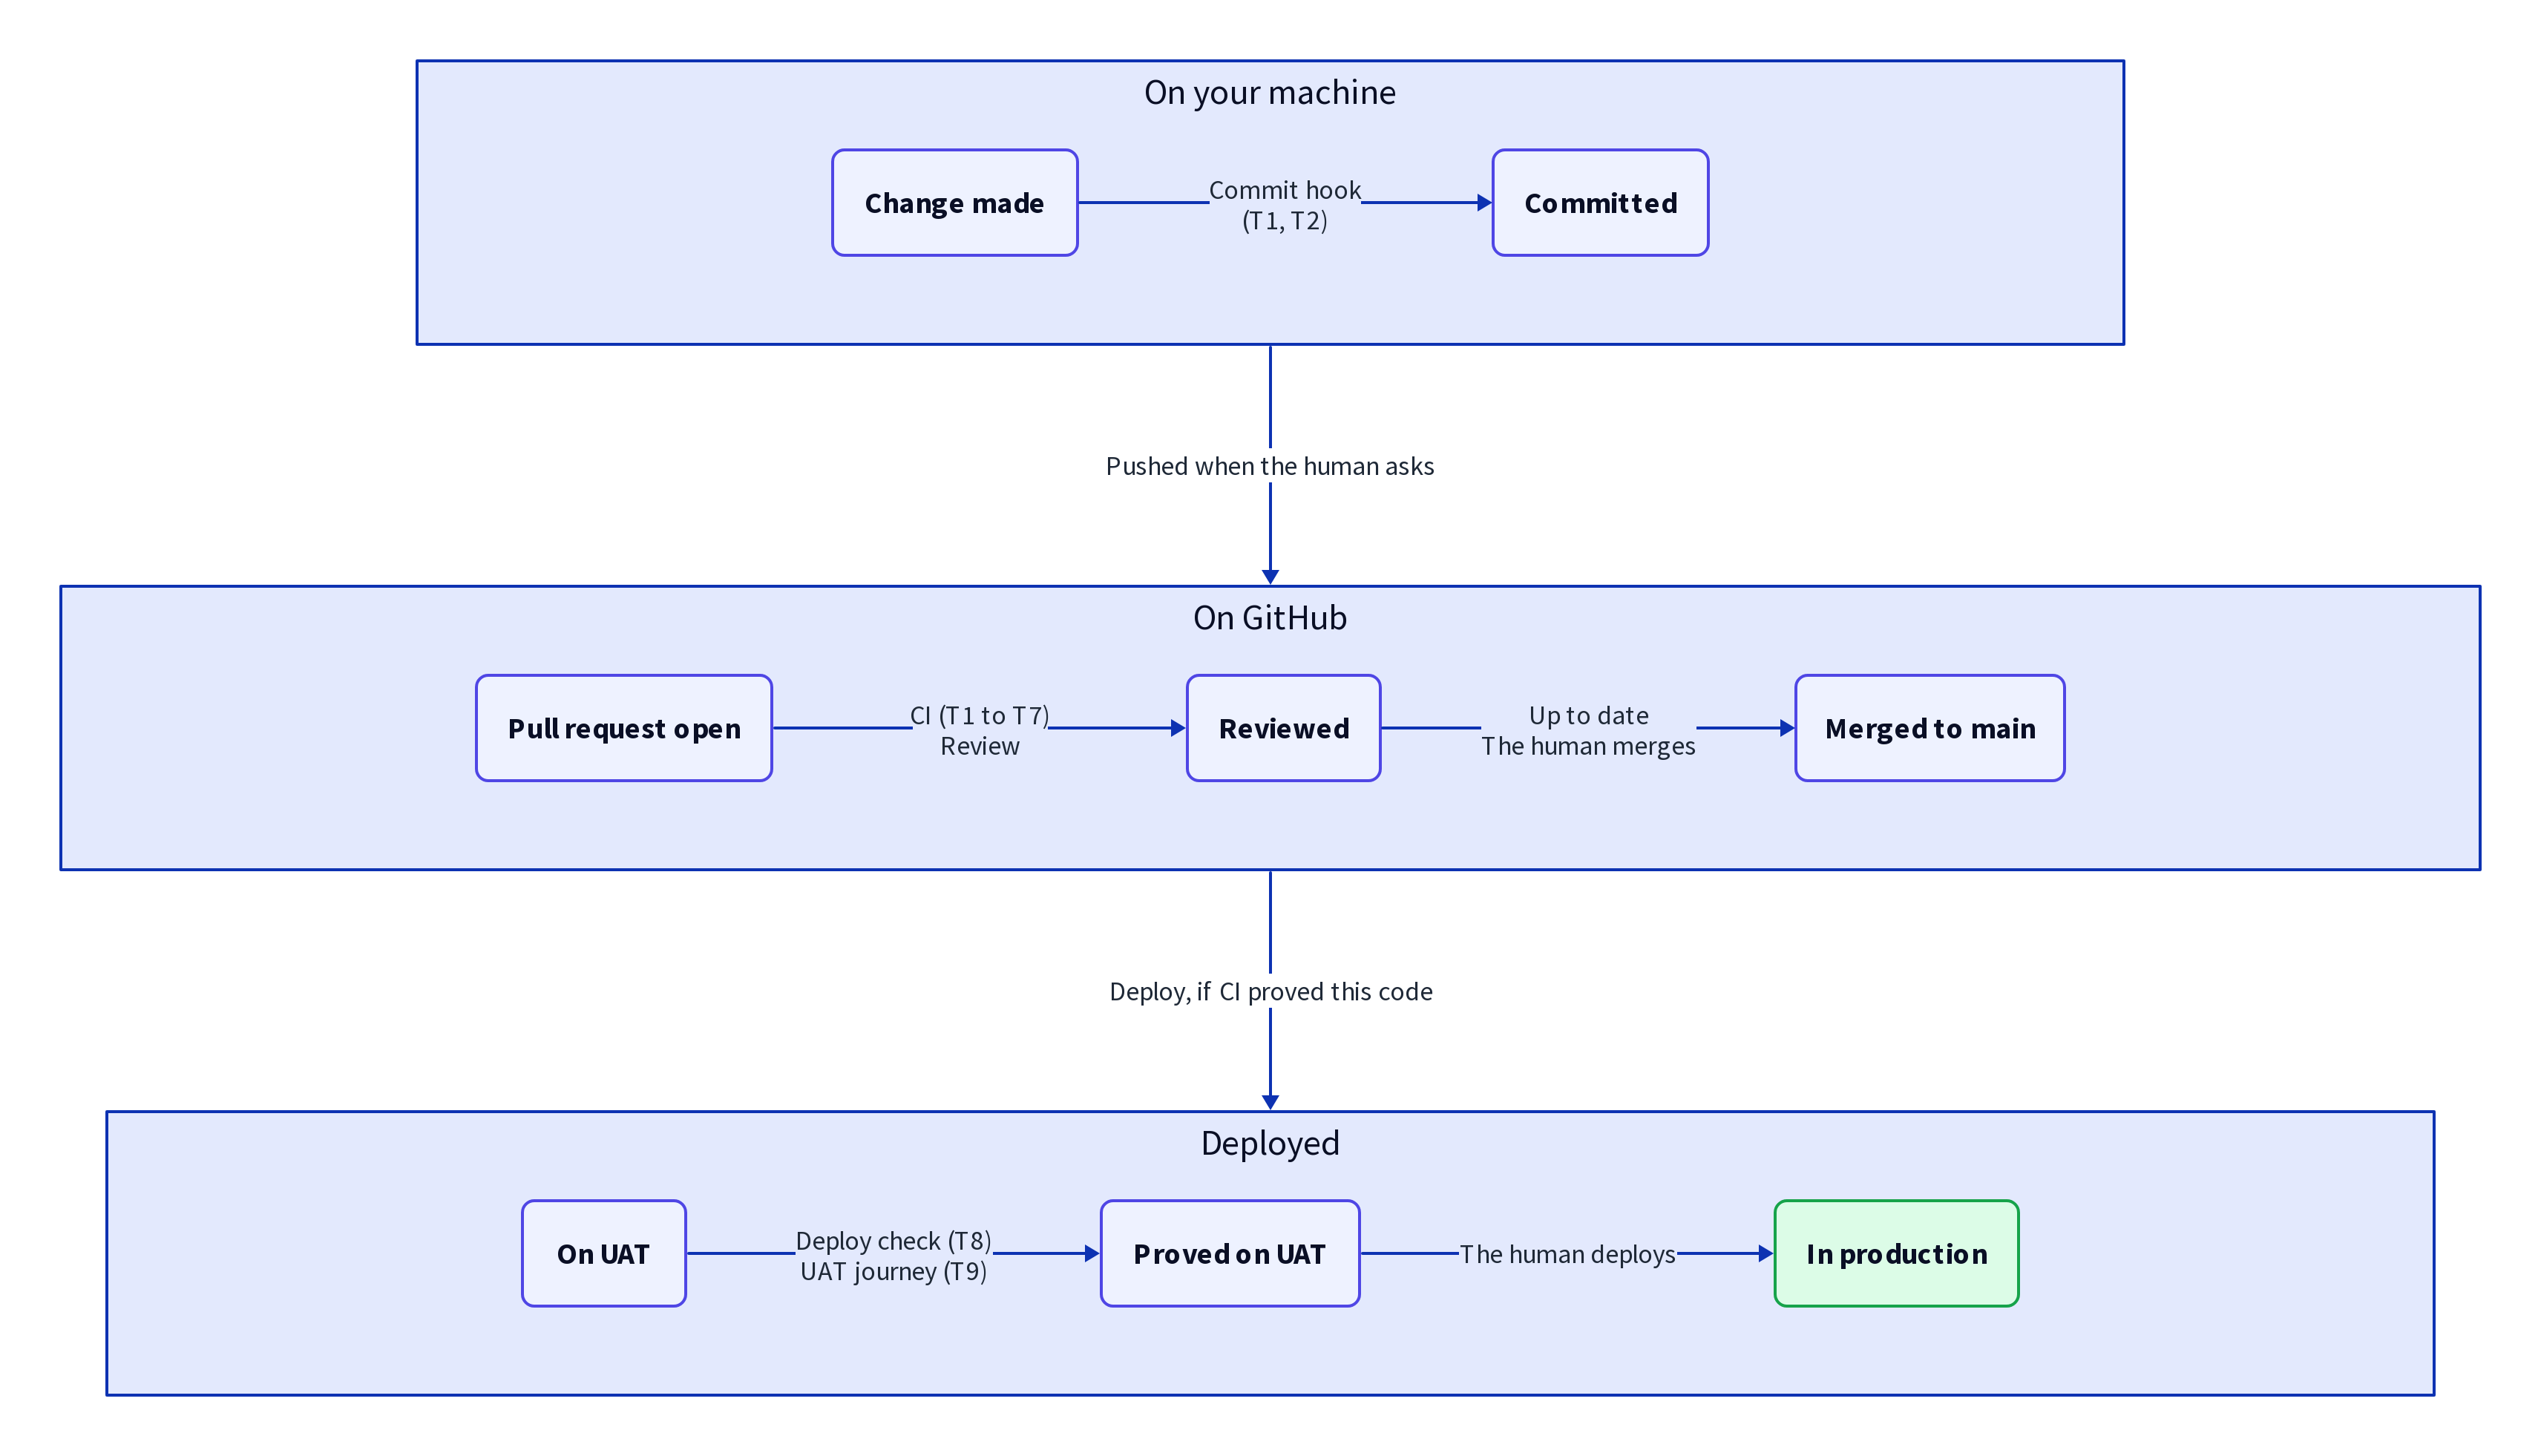 On your machine
Change made
Commit hook
(T1, T2)
Committed
Pushed when the human asks
On GitHub
Pull request open
CI (T1 to T7)
Review
Reviewed
Up to date
The human merges
Merged to main
Deploy, if CI proved this code
Deployed
On UAT
Deploy check (T8)
UAT journey (T9)
Proved on UAT
The human deploys
In production